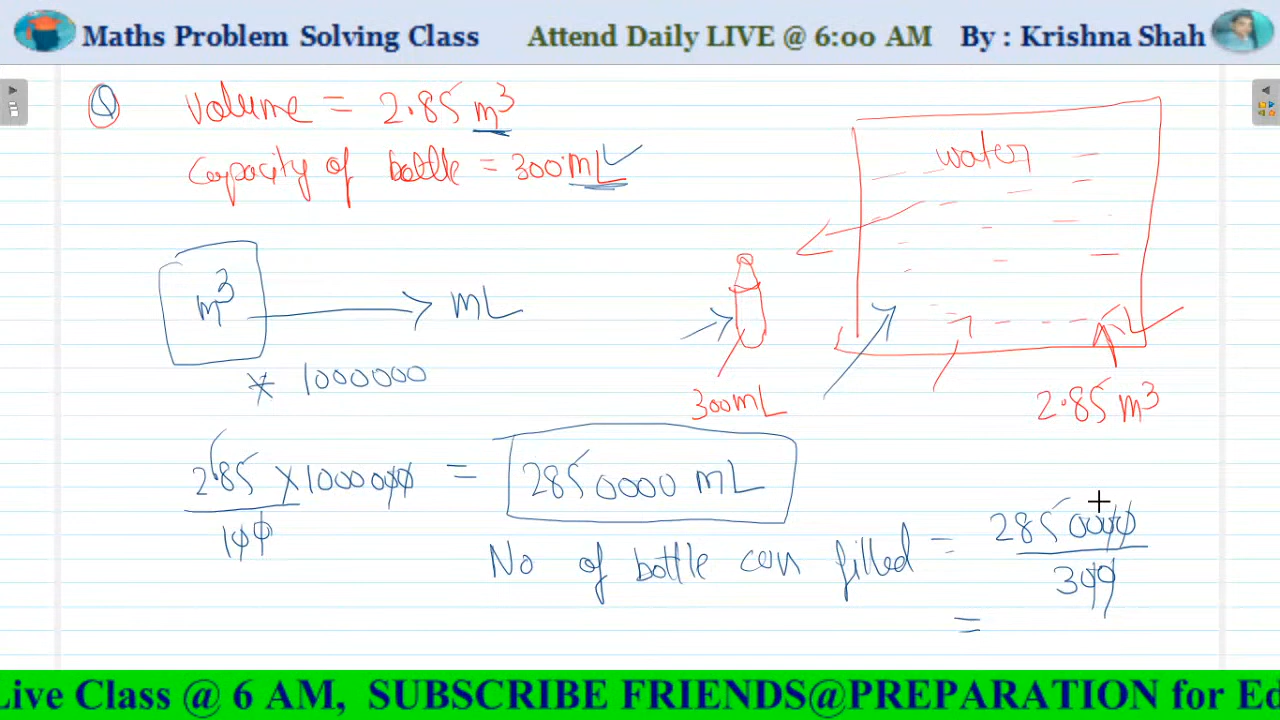 Maths Problem Solving Class Attend Daily LIVE @ 6:00 AM By : Krishna Shah
Q volume = 2.85 m³
Capacity of bottle = 300 mL
water
m³ → mL
* 1000000
300mL
2.85 m³
2.85 × 1000000 / 100 = 2850000 mL
No of bottle can filled = 2850000 / 300
=
Live Class @ 6 AM, SUBSCRIBE FRIENDS@PREPARATION for Ed